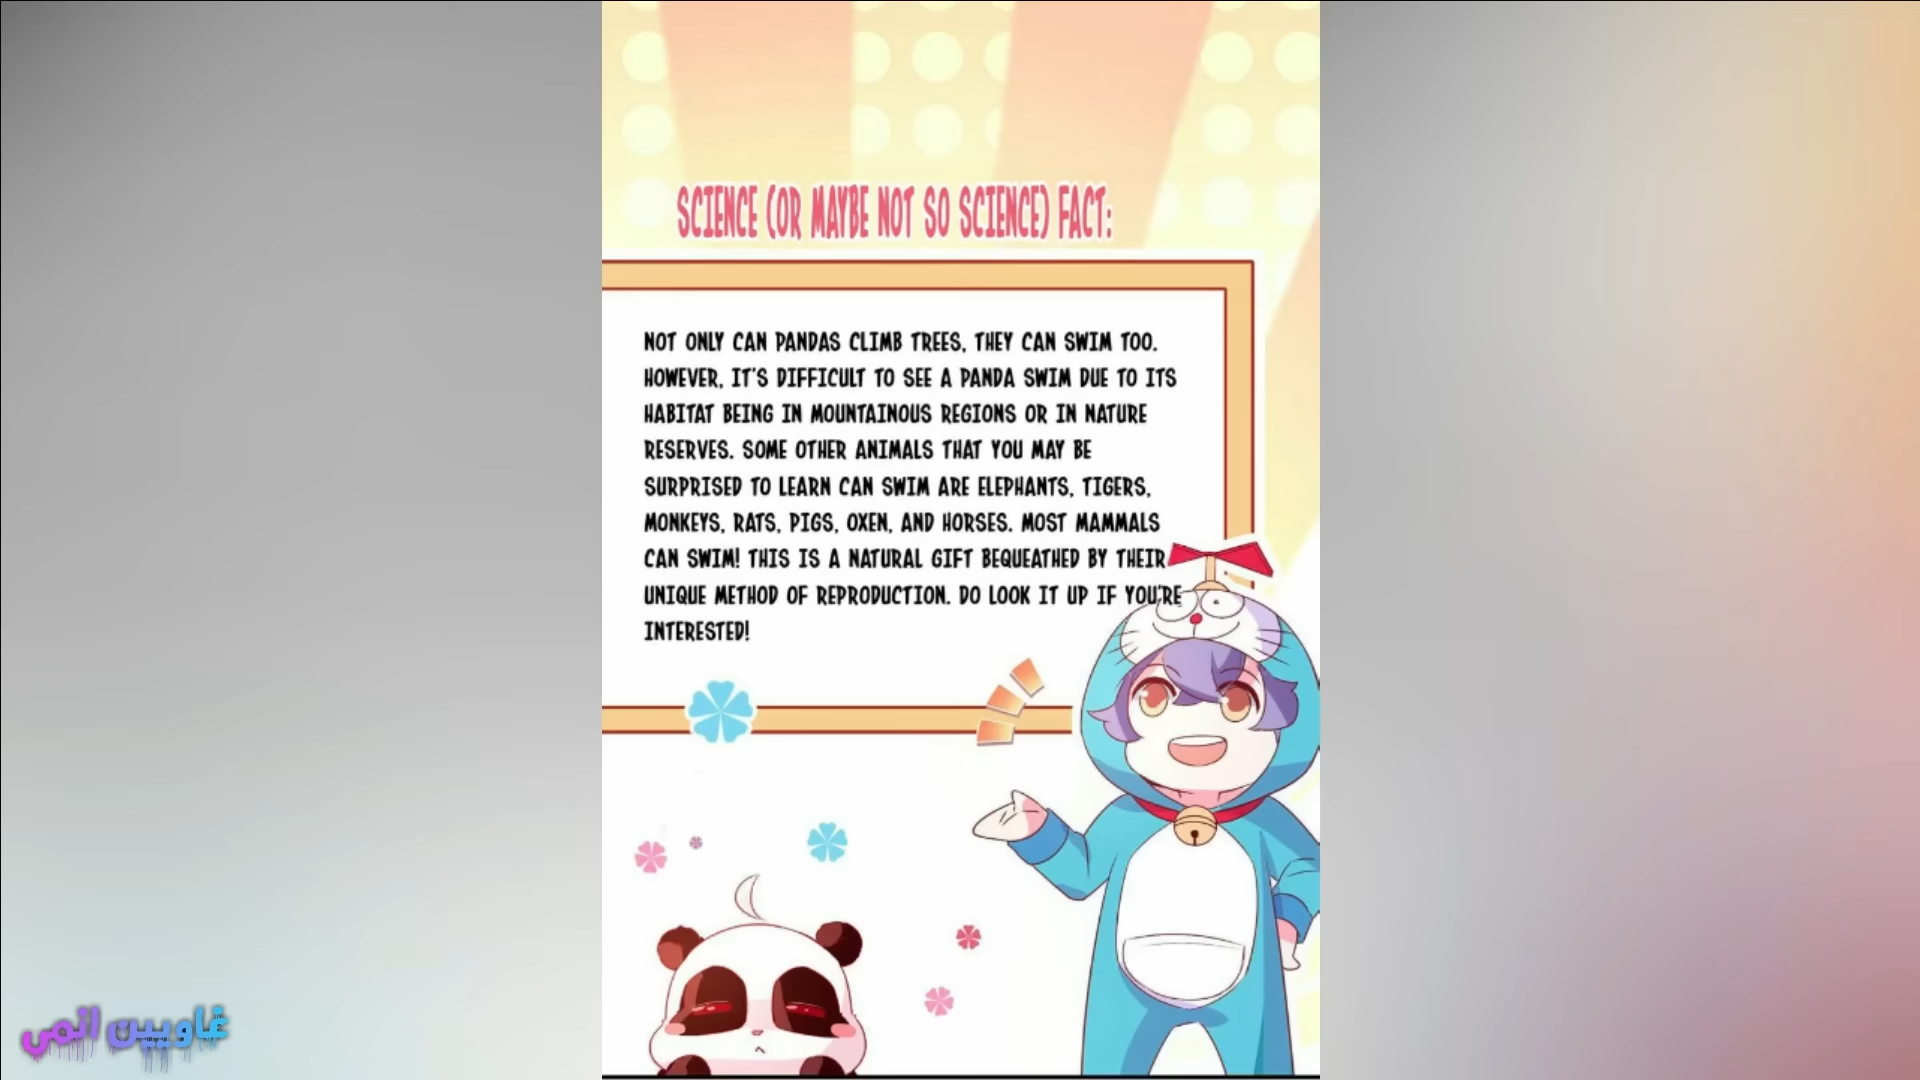 SCIENCE (OR MAYBE NOT SO SCIENCE) FACT:
NOT ONLY CAN PANDAS CLIMB TREES, THEY CAN SWIM TOO.
HOWEVER, IT'S DIFFICULT TO SEE A PANDA SWIM DUE TO ITS
HABITAT BEING IN MOUNTAINOUS REGIONS OR IN NATURE
RESERVES. SOME OTHER ANIMALS THAT YOU MAY BE
SURPRISED TO LEARN CAN SWIM ARE ELEPHANTS, TIGERS,
MONKEYS, RATS, PIGS, OXEN, AND HORSES. MOST MAMMALS
CAN SWIM! THIS IS A NATURAL GIFT BEQUEATHED BY THEIR
UNIQUE METHOD OF REPRODUCTION. DO LOOK IT UP IF YOU'RE
INTERESTED!
غاويين انمي